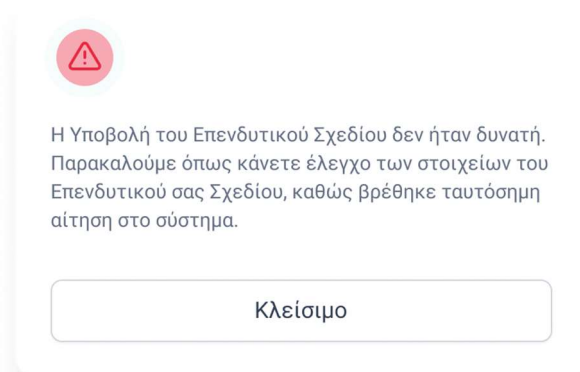 Η Υποβολή του Επενδυτικού Σχεδίου δεν ήταν δυνατή.
Παρακαλούμε όπως κάνετε έλεγχο των στοιχείων του
Επενδυτικού σας Σχεδίου, καθώς βρέθηκε ταυτόσημη
αίτηση στο σύστημα.
Κλείσιμο